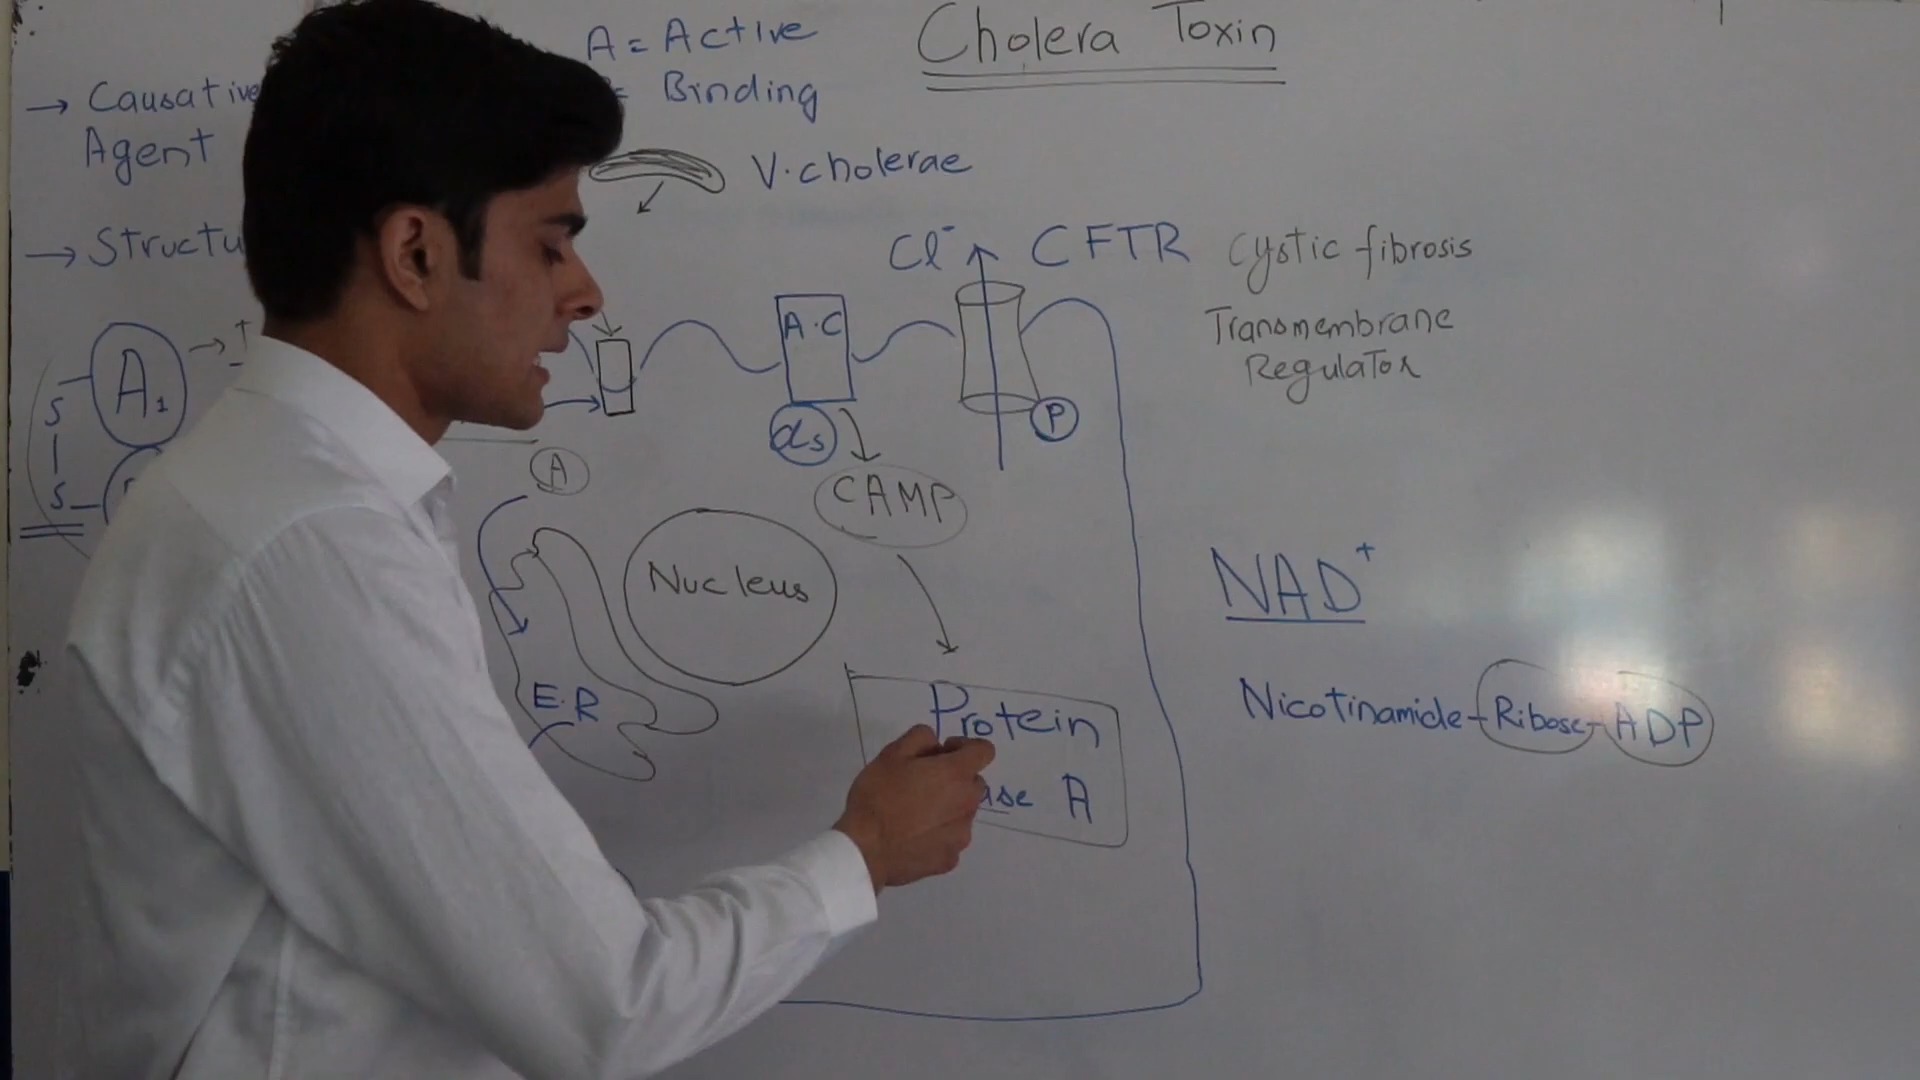 Cholera Toxin
A = Active
= Binding
→ Causative
Agent
V. cholerae
→ Structu
Cl⁻ CFTR Cystic fibrosis
Transmembrane
Regulator
A₁
S
S
A.C
αs
P
A
CAMP
Nucleus
E.R
NAD⁺
Nicotinamide-Ribose-ADP
Protein
ase A